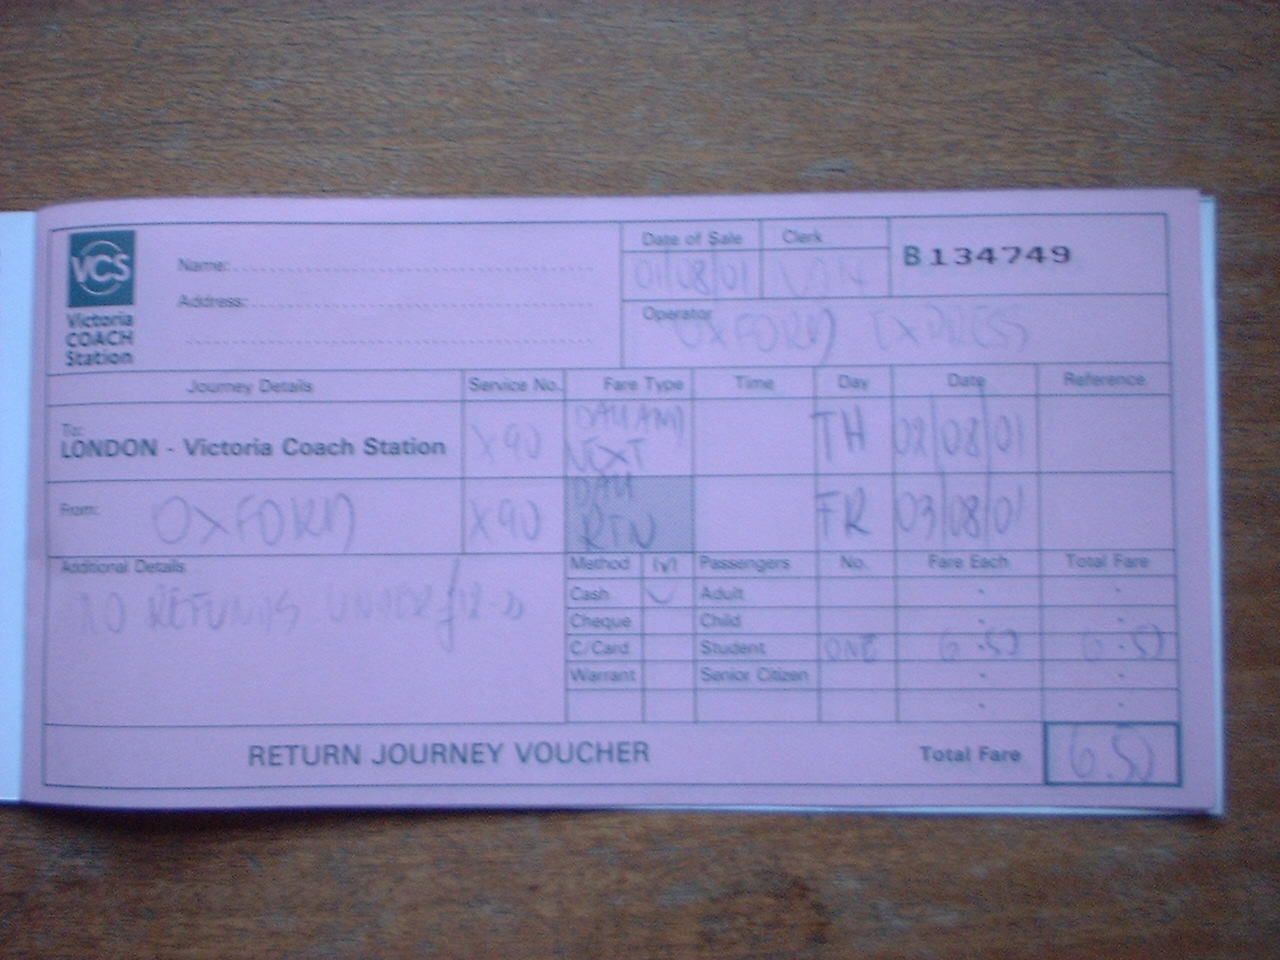 VCS
Victoria
COACH
Station
Name:
Address:
Date of Sale Clerk
01/08/01
B 134749
Operator
OXFORD EXPRESS
Journey Details Service No. Fare Type Time Day Date Reference
To:
LONDON - Victoria Coach Station X90 DAY AND NEXT TH 02/08/01
From: OXFORD X90 DAY RTN FR 03/08/01
Additional Details
NO REFUNDS UNDER
Method (√) Passengers No. Fare Each Total Fare
Cash ✓ Adult . .
Cheque Child . .
C/Card Student ONE 6.50 6.50
Warrant Senior Citizen . .
. .
RETURN JOURNEY VOUCHER Total Fare 6.50